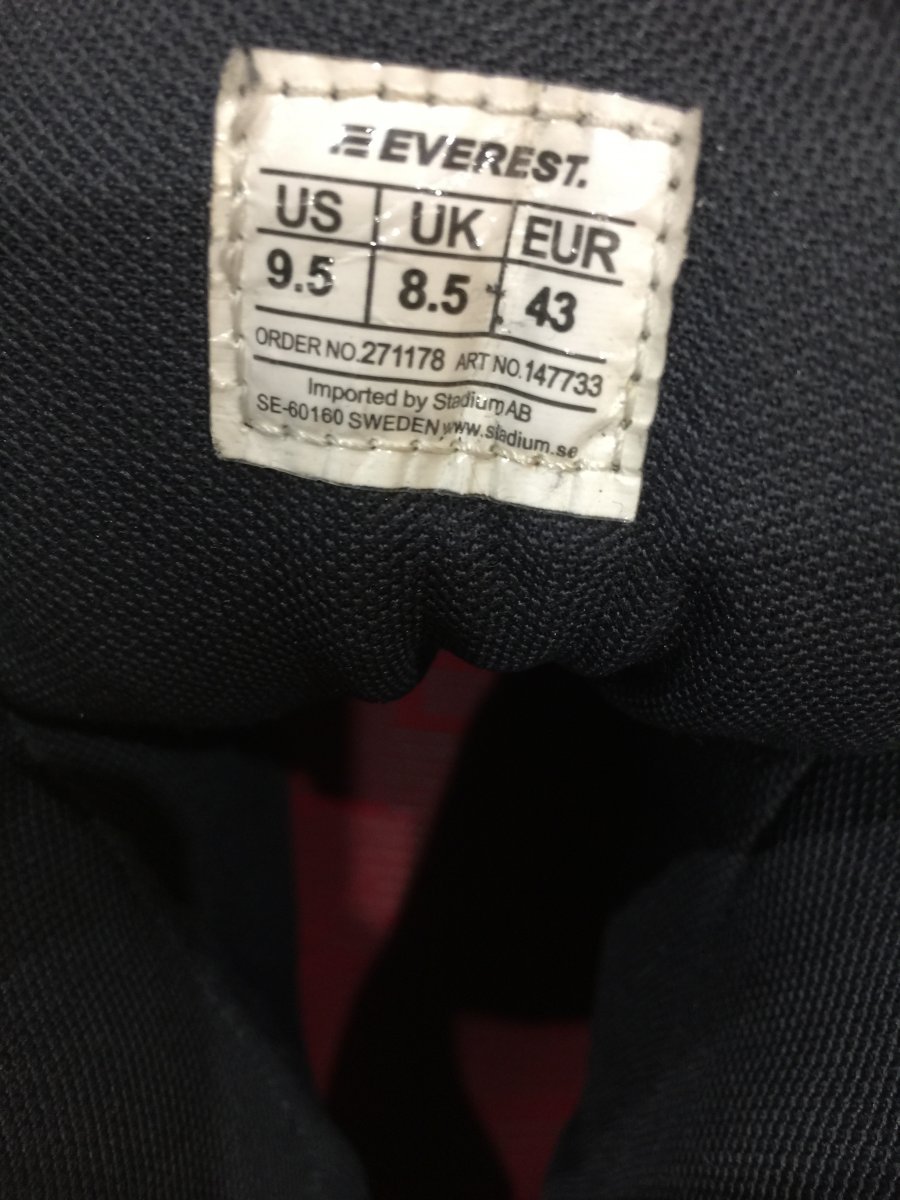 EVEREST.
US UK EUR
9.5 8.5 43
ORDER NO.271178 ART NO.147733
Imported by Stadium AB
SE-60160 SWEDEN www.stadium.se